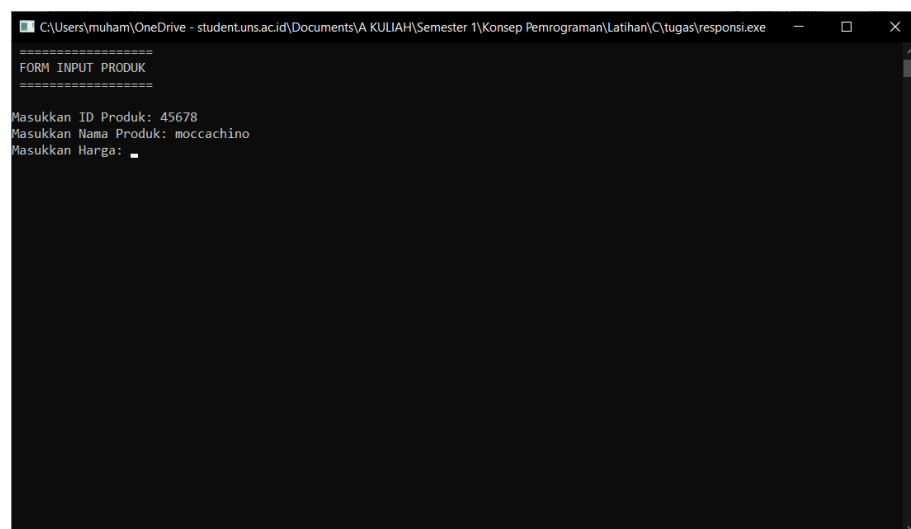 C:\Users\muham\OneDrive - student.uns.ac.id\Documents\A KULIAH\Semester 1\Konsep Pemrograman\Latihan\C\tugas\responsi.exe
==================
FORM INPUT PRODUK
==================
Masukkan ID Produk: 45678
Masukkan Nama Produk: moccachino
Masukkan Harga: